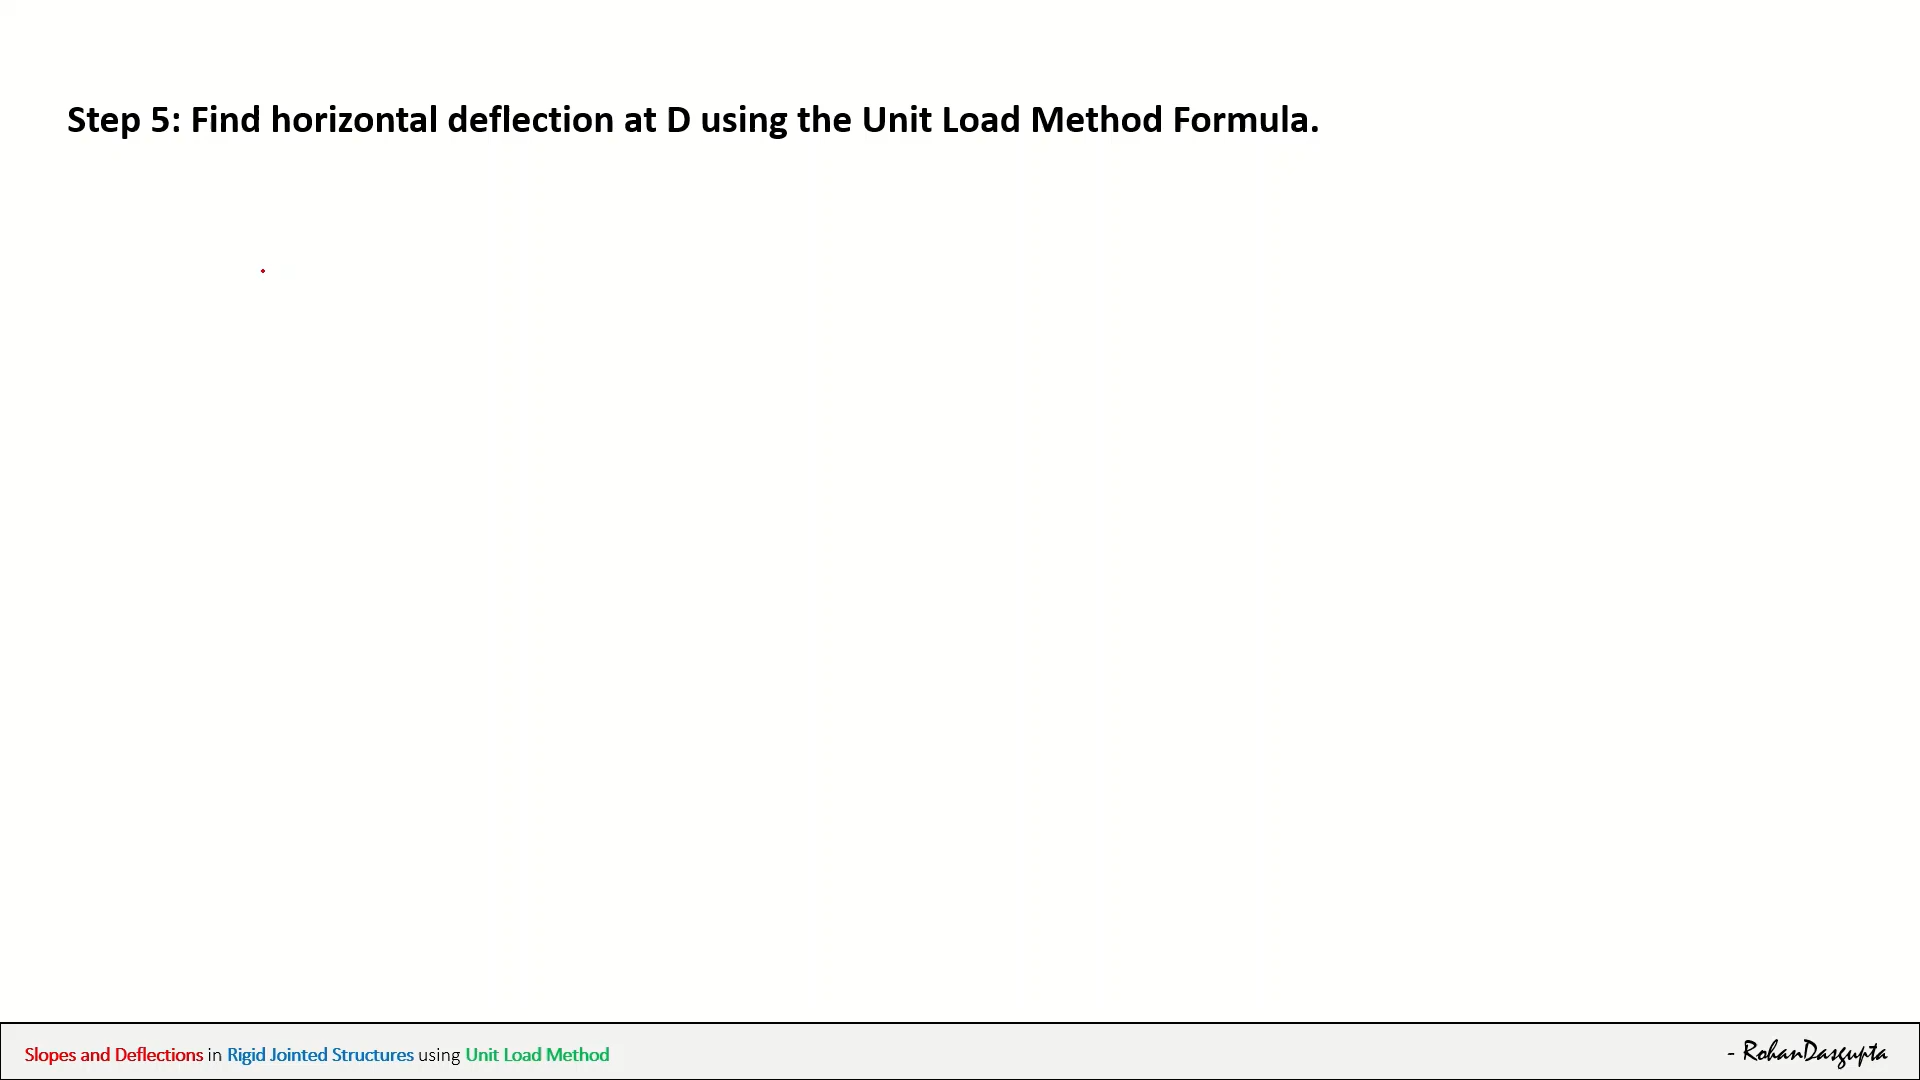 Step 5: Find horizontal deflection at D using the Unit Load Method Formula.
Slopes and Deflections in Rigid Jointed Structures using Unit Load Method
- RohanDasgupta